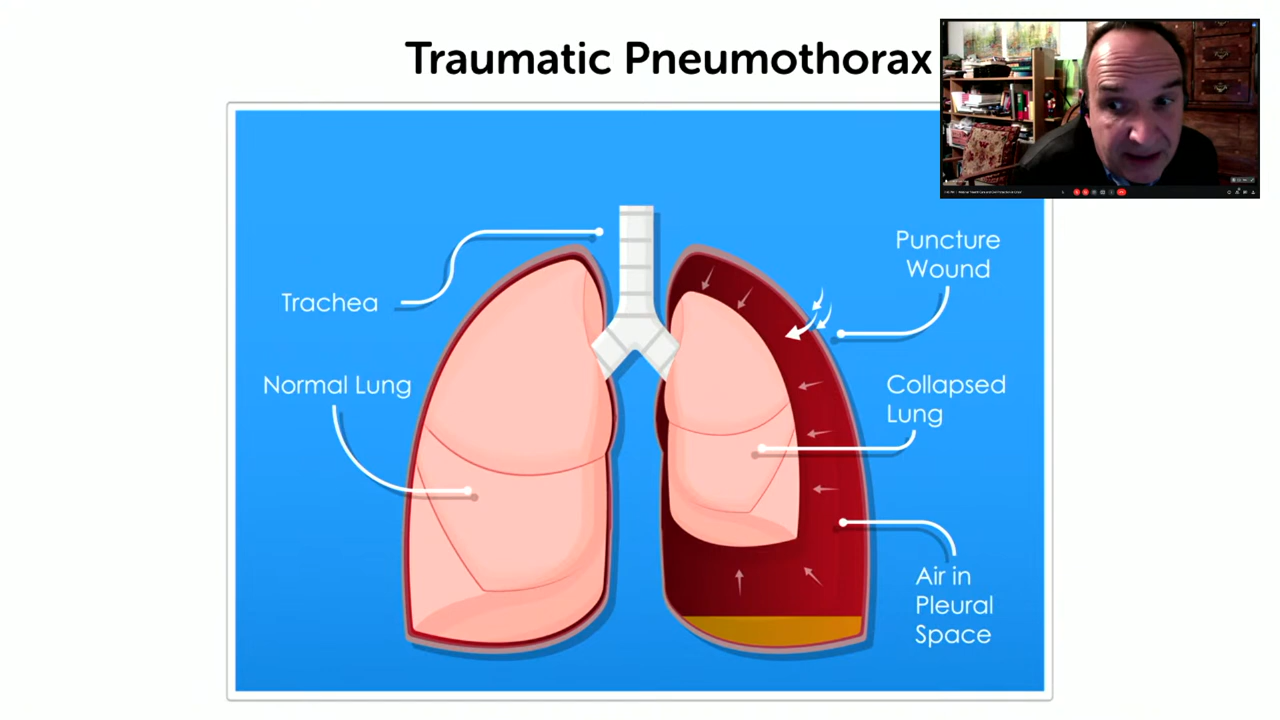 Traumatic Pneumothorax
Trachea
Normal Lung
Puncture
Wound
Collapsed
Lung
Air in
Pleural
Space